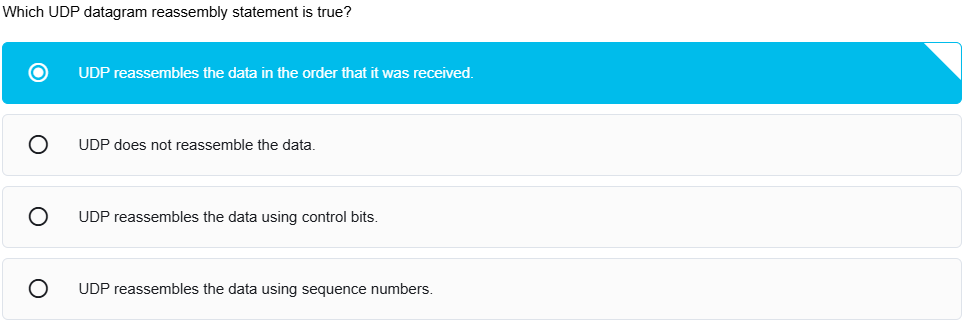 Which UDP datagram reassembly statement is true?
UDP reassembles the data in the order that it was received.
UDP does not reassemble the data.
UDP reassembles the data using control bits.
UDP reassembles the data using sequence numbers.